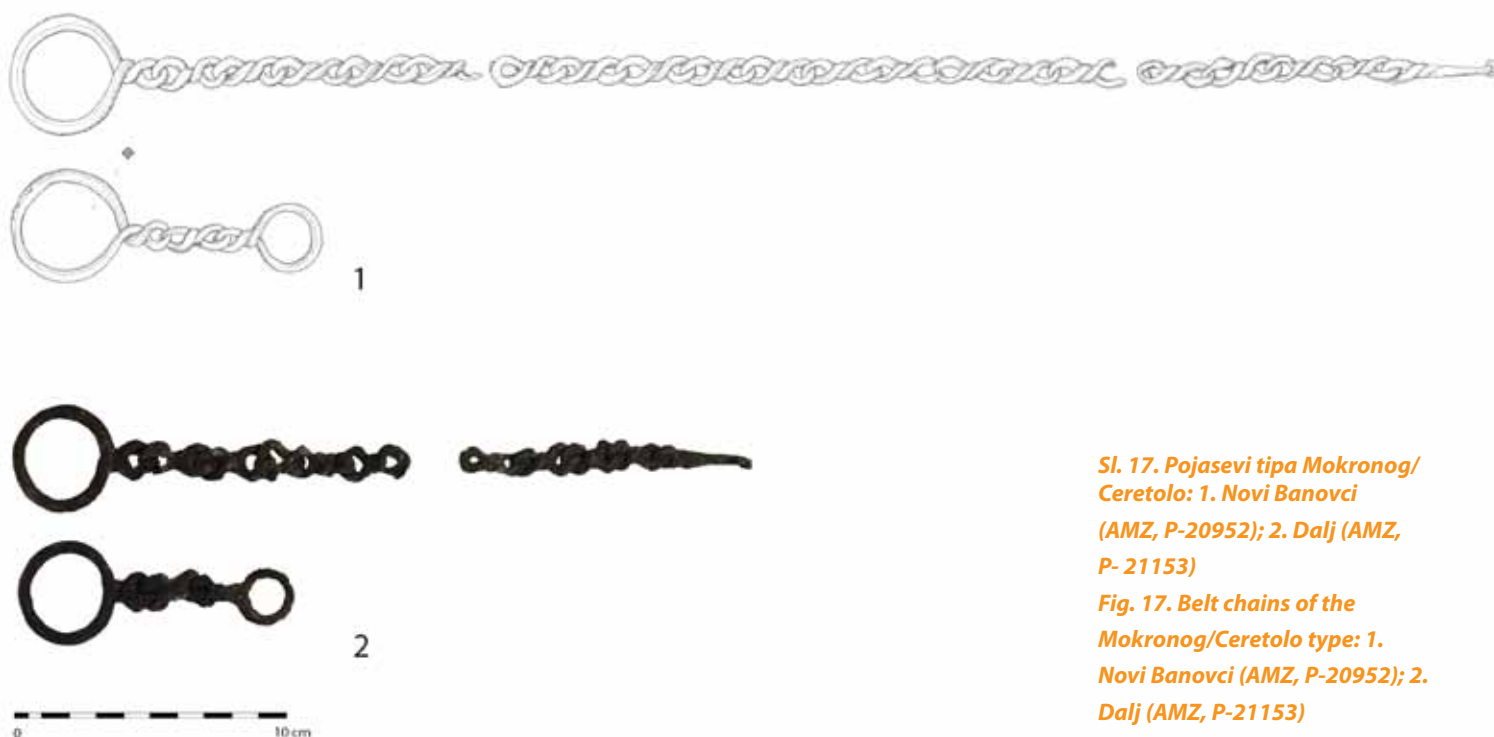 1
2
0 10 cm
Sl. 17. Pojasevi tipa Mokronog/
Ceretolo: 1. Novi Banovci
(AMZ, P-20952); 2. Dalj (AMZ,
P- 21153)
Fig. 17. Belt chains of the
Mokronog/Ceretolo type: 1.
Novi Banovci (AMZ, P-20952); 2.
Dalj (AMZ, P-21153)